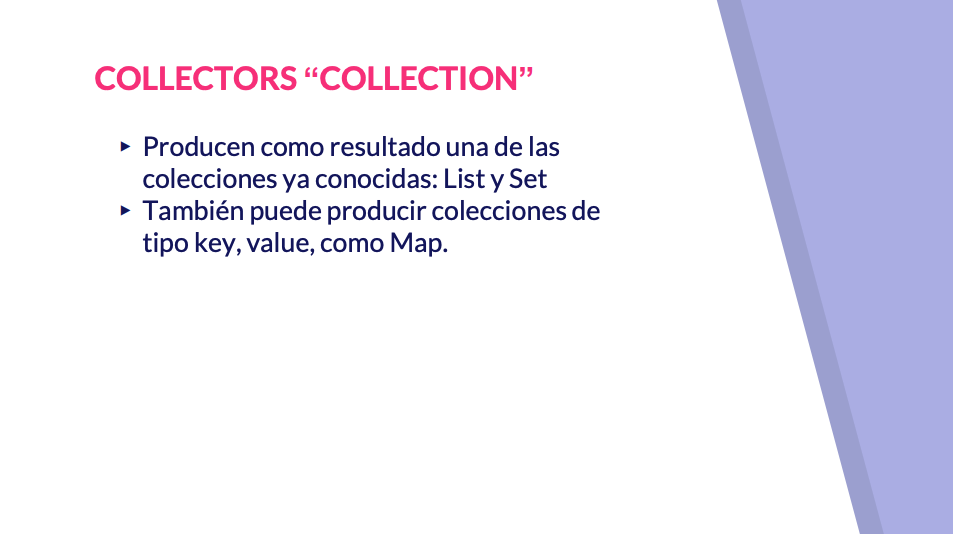 COLLECTORS “COLLECTION”
▸ Producen como resultado una de las
colecciones ya conocidas: List y Set
▸ También puede producir colecciones de
tipo key, value, como Map.